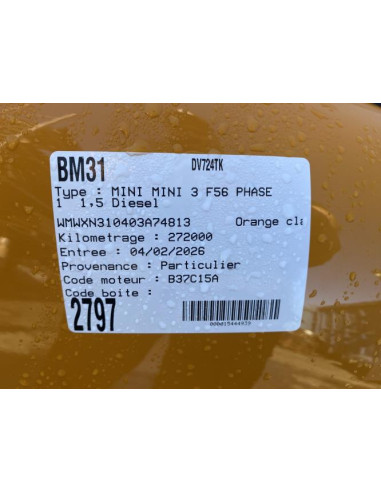 BM31 DV724TK
Type : MINI MINI 3 F56 PHASE
1 1,5 Diesel
WMWXN310403A74813 Orange cla
Kilometrage : 272000
Entree : 04/02/2026
Provenance : Particulier
Code moteur : B37C15A
Code boite :
2797